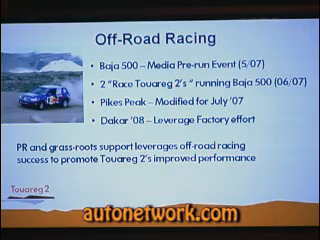 Off-Road Racing
• Baja 500 – Media Pre-run Event (5/07)
• 2 “Race Touareg 2’s “ running Baja 500 (06/07)
• Pikes Peak – Modified for July ’07
• Dakar ’08 – Leverage Factory effort
PR and grass-roots support leverages off-road racing
success to promote Touareg 2’s improved performance
Touareg 2
autonetwork.com